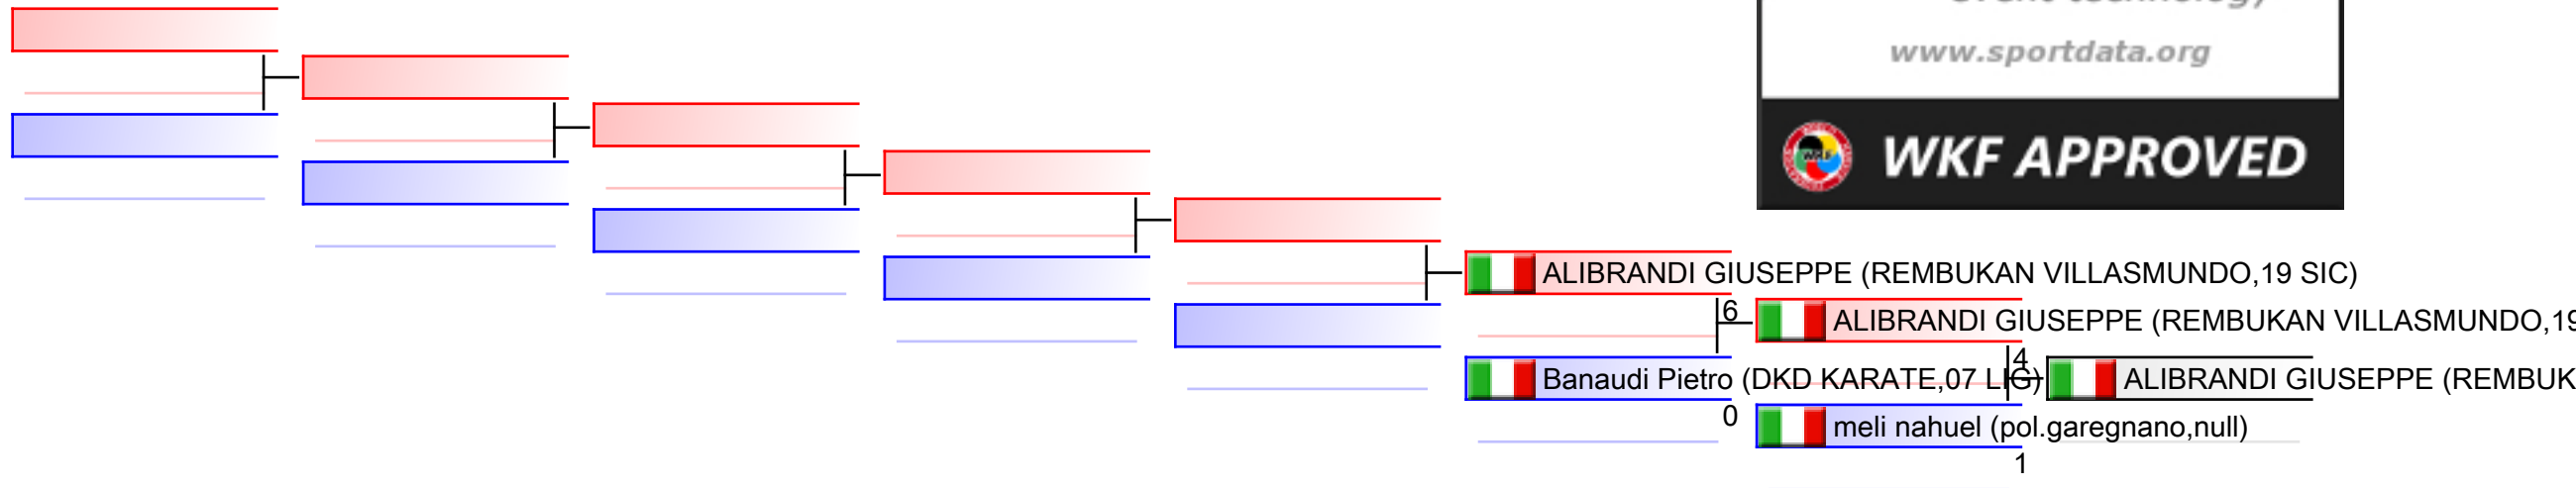 www.sportdata.org
WKF APPROVED
ALIBRANDI GIUSEPPE (REMBUKAN VILLASMUNDO,19 SIC)
6
ALIBRANDI GIUSEPPE (REMBUKAN VILLASMUNDO,19
4
Banaudi Pietro (DKD KARATE,07 LIG)
ALIBRANDI GIUSEPPE (REMBUK
0
meli nahuel (pol.garegnano,null)
1